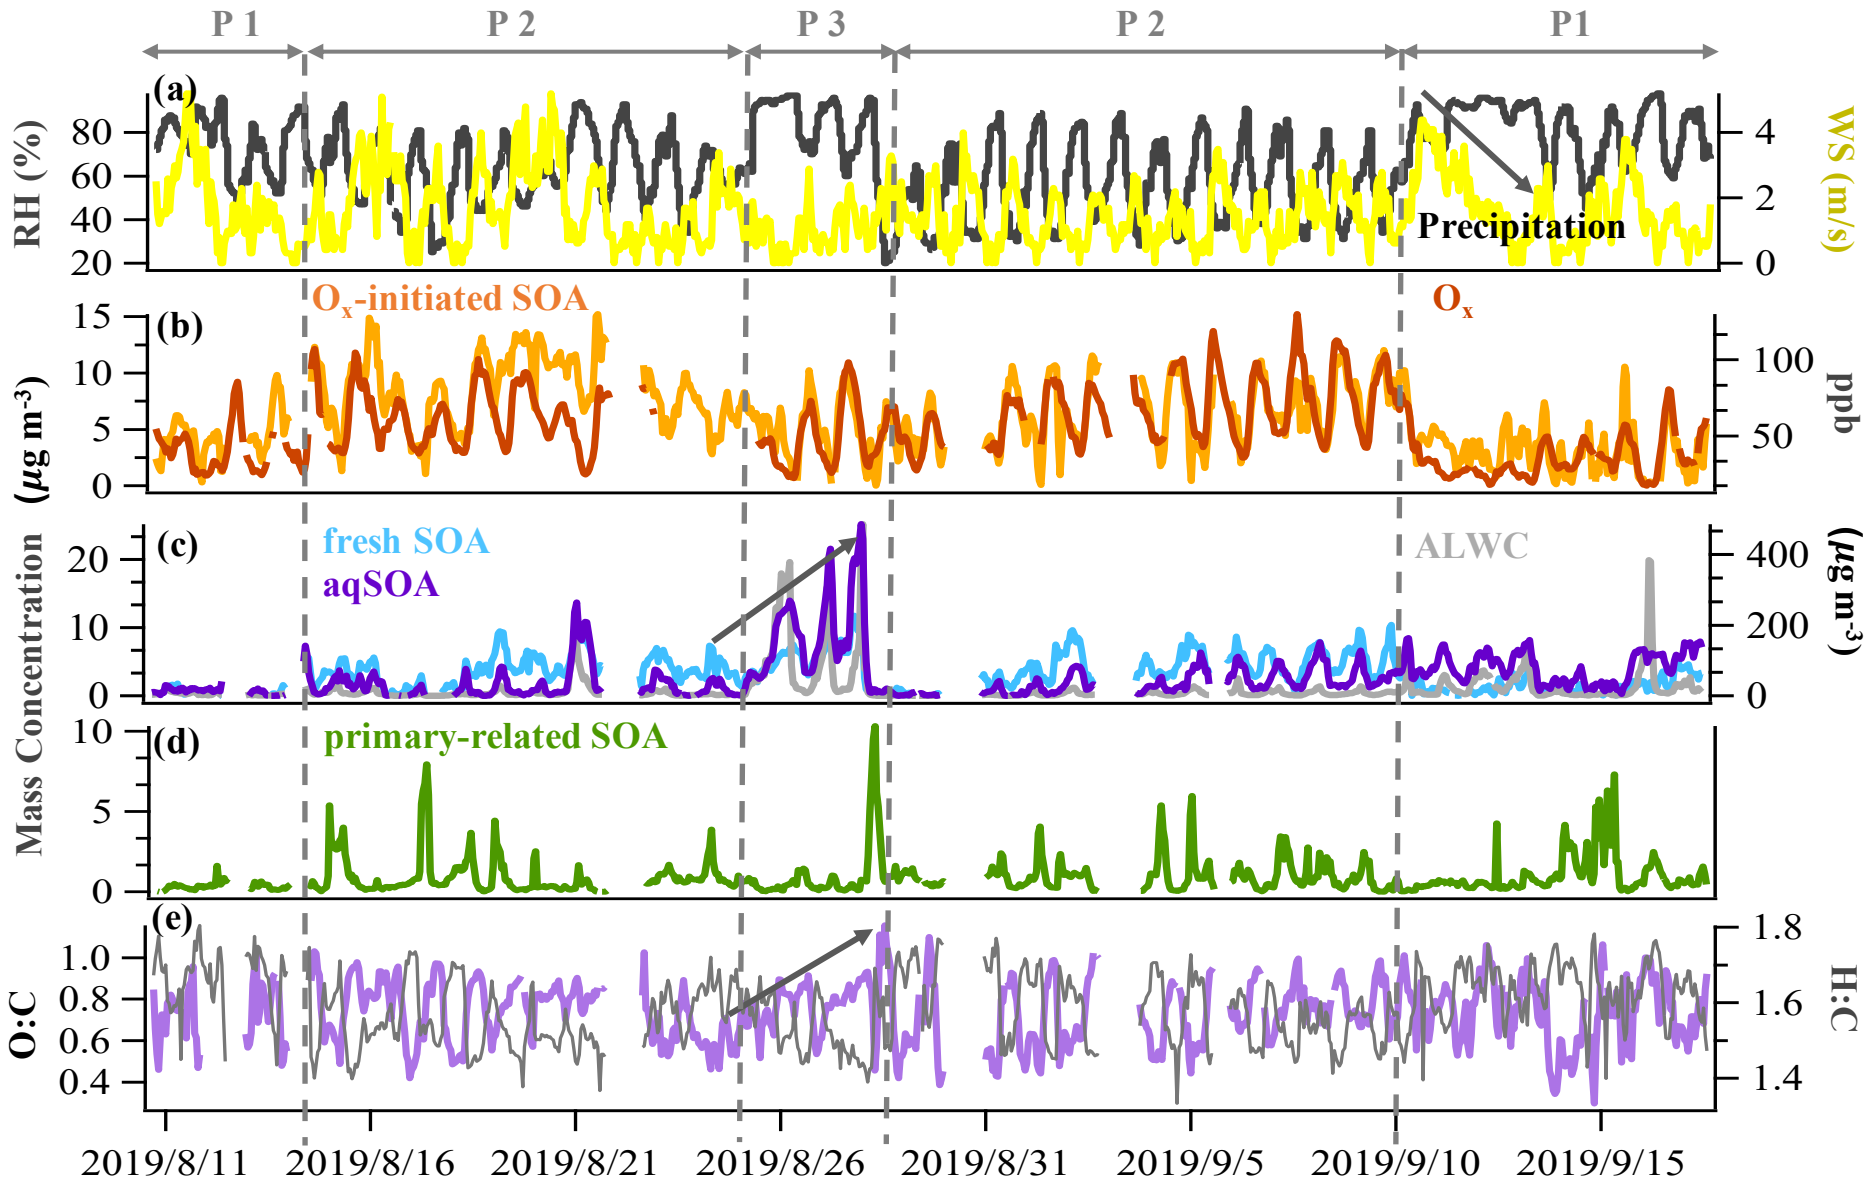 P 1 P 2 P 3 P 2 P1
(a)
RH (%)
80
60
40
20
4
2
0
WS (m/s)
Precipitation
(b)
Oₓ-initiated SOA
Oₓ
15
10
5
0
100
50
ppb
(μg m⁻³)
(c)
fresh SOA
aqSOA
ALWC
20
10
0
400
200
0
(μg m⁻³)
Mass Concentration
(d)
primary-related SOA
10
5
0
(e)
O:C
1.0
0.8
0.6
0.4
1.8
1.6
1.4
H:C
2019/8/11 2019/8/16 2019/8/21 2019/8/26 2019/8/31 2019/9/5 2019/9/10 2019/9/15